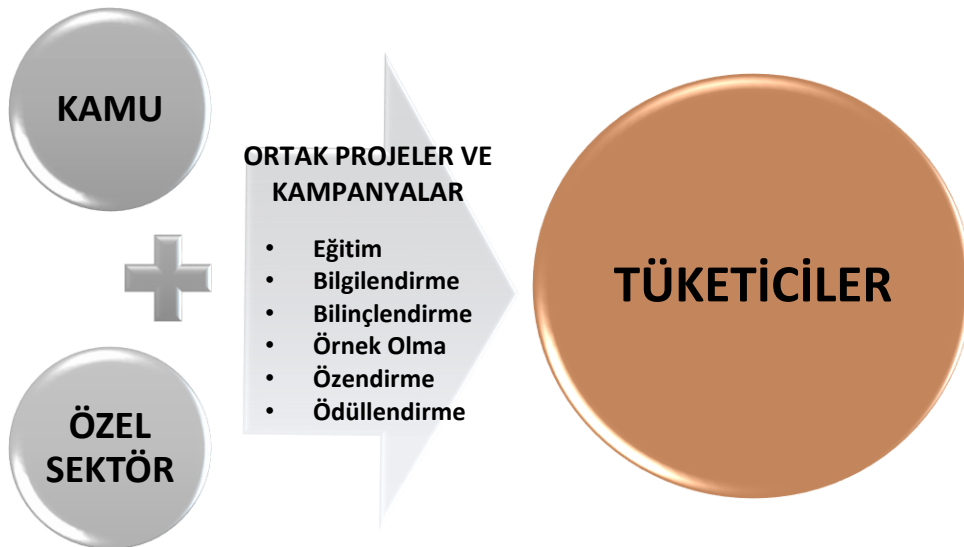 KAMU
ÖZEL
SEKTÖR
ORTAK PROJELER VE
KAMPANYALAR
• Eğitim
• Bilgilendirme
• Bilinçlendirme
• Örnek Olma
• Özendirme
• Ödüllendirme
TÜKETİCİLER